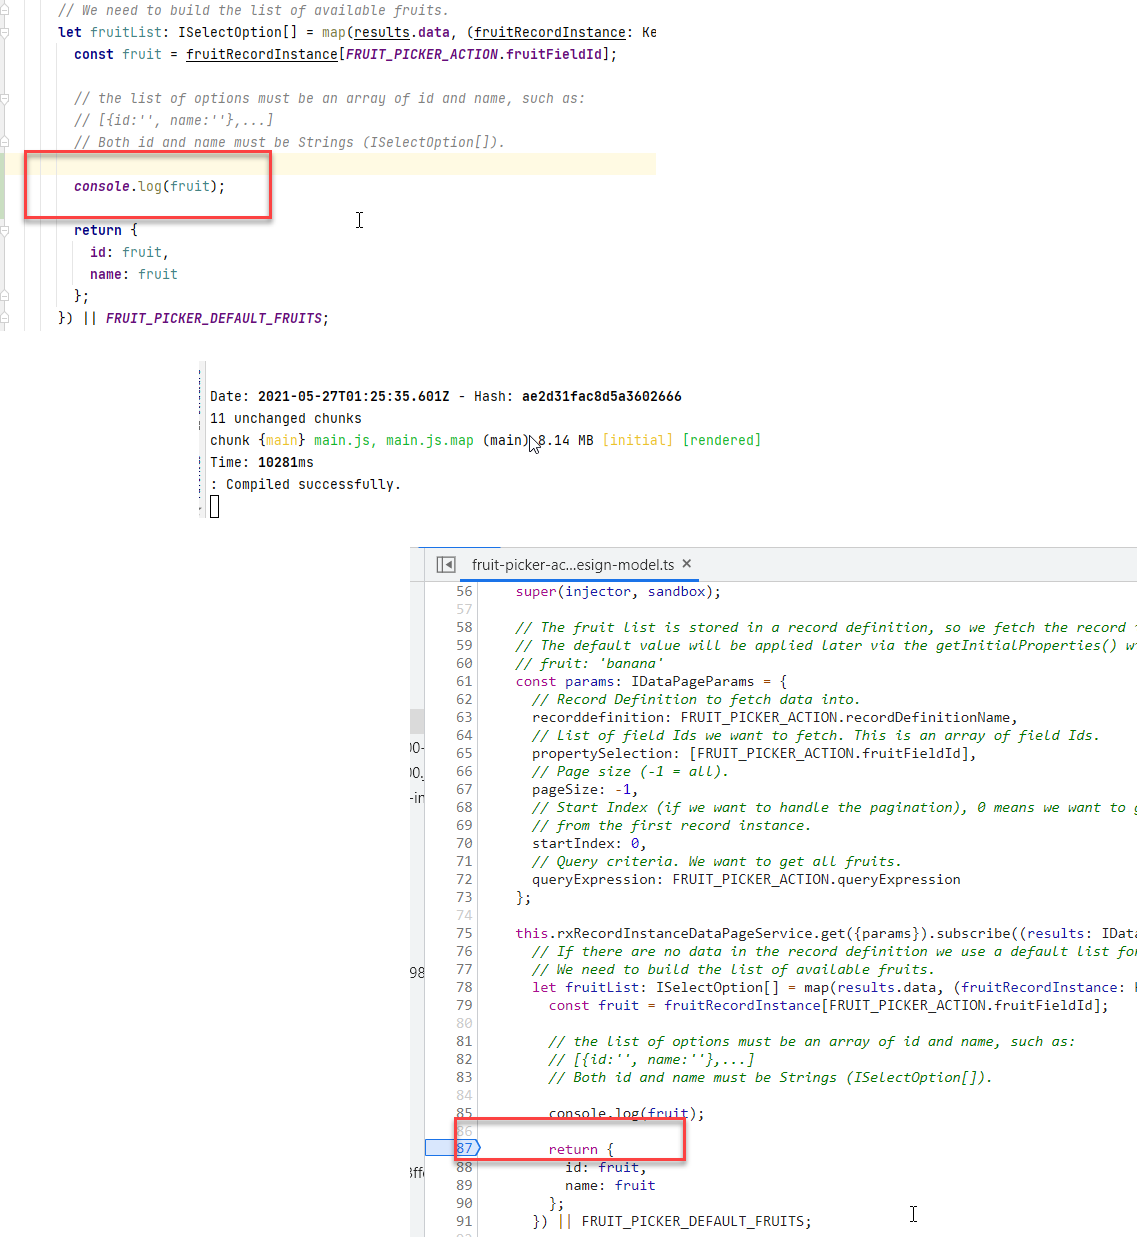 // We need to build the list of available fruits.
let fruitList: ISelectOption[] = map(results.data, (fruitRecordInstance: Ke
const fruit = fruitRecordInstance[FRUIT_PICKER_ACTION.fruitFieldId];
// the list of options must be an array of id and name, such as:
// [{id:'', name:''},...]
// Both id and name must be Strings (ISelectOption[]).
console.log(fruit);
return {
id: fruit,
name: fruit
};
}) || FRUIT_PICKER_DEFAULT_FRUITS;
Date: 2021-05-27T01:25:35.601Z - Hash: ae2d31fac8d5a3602666
11 unchanged chunks
chunk {main} main.js, main.js.map (main) 8.14 MB [initial] [rendered]
Time: 10281ms
: Compiled successfully.
fruit-picker-ac...esign-model.ts ×
56 super(injector, sandbox);
57
58 // The fruit list is stored in a record definition, so we fetch the record
59 // The default value will be applied later via the getInitialProperties() w
60 // fruit: 'banana'
61 const params: IDataPageParams = {
62 // Record Definition to fetch data into.
63 recorddefinition: FRUIT_PICKER_ACTION.recordDefinitionName,
64 // List of field Ids we want to fetch. This is an array of field Ids.
65 propertySelection: [FRUIT_PICKER_ACTION.fruitFieldId],
66 // Page size (-1 = all).
67 pageSize: -1,
68 // Start Index (if we want to handle the pagination), 0 means we want to g
69 // from the first record instance.
70 startIndex: 0,
71 // Query criteria. We want to get all fruits.
72 queryExpression: FRUIT_PICKER_ACTION.queryExpression
73 };
74
75 this.rxRecordInstanceDataPageService.get({params}).subscribe((results: IData
76 // If there are no data in the record definition we use a default list for
77 // We need to build the list of available fruits.
78 let fruitList: ISelectOption[] = map(results.data, (fruitRecordInstance:
79 const fruit = fruitRecordInstance[FRUIT_PICKER_ACTION.fruitFieldId];
80
81 // the list of options must be an array of id and name, such as:
82 // [{id:'', name:''},...]
83 // Both id and name must be Strings (ISelectOption[]).
84
85 console.log(fruit);
86
87 return {
88 id: fruit,
89 name: fruit
90 };
91 }) || FRUIT_PICKER_DEFAULT_FRUITS;